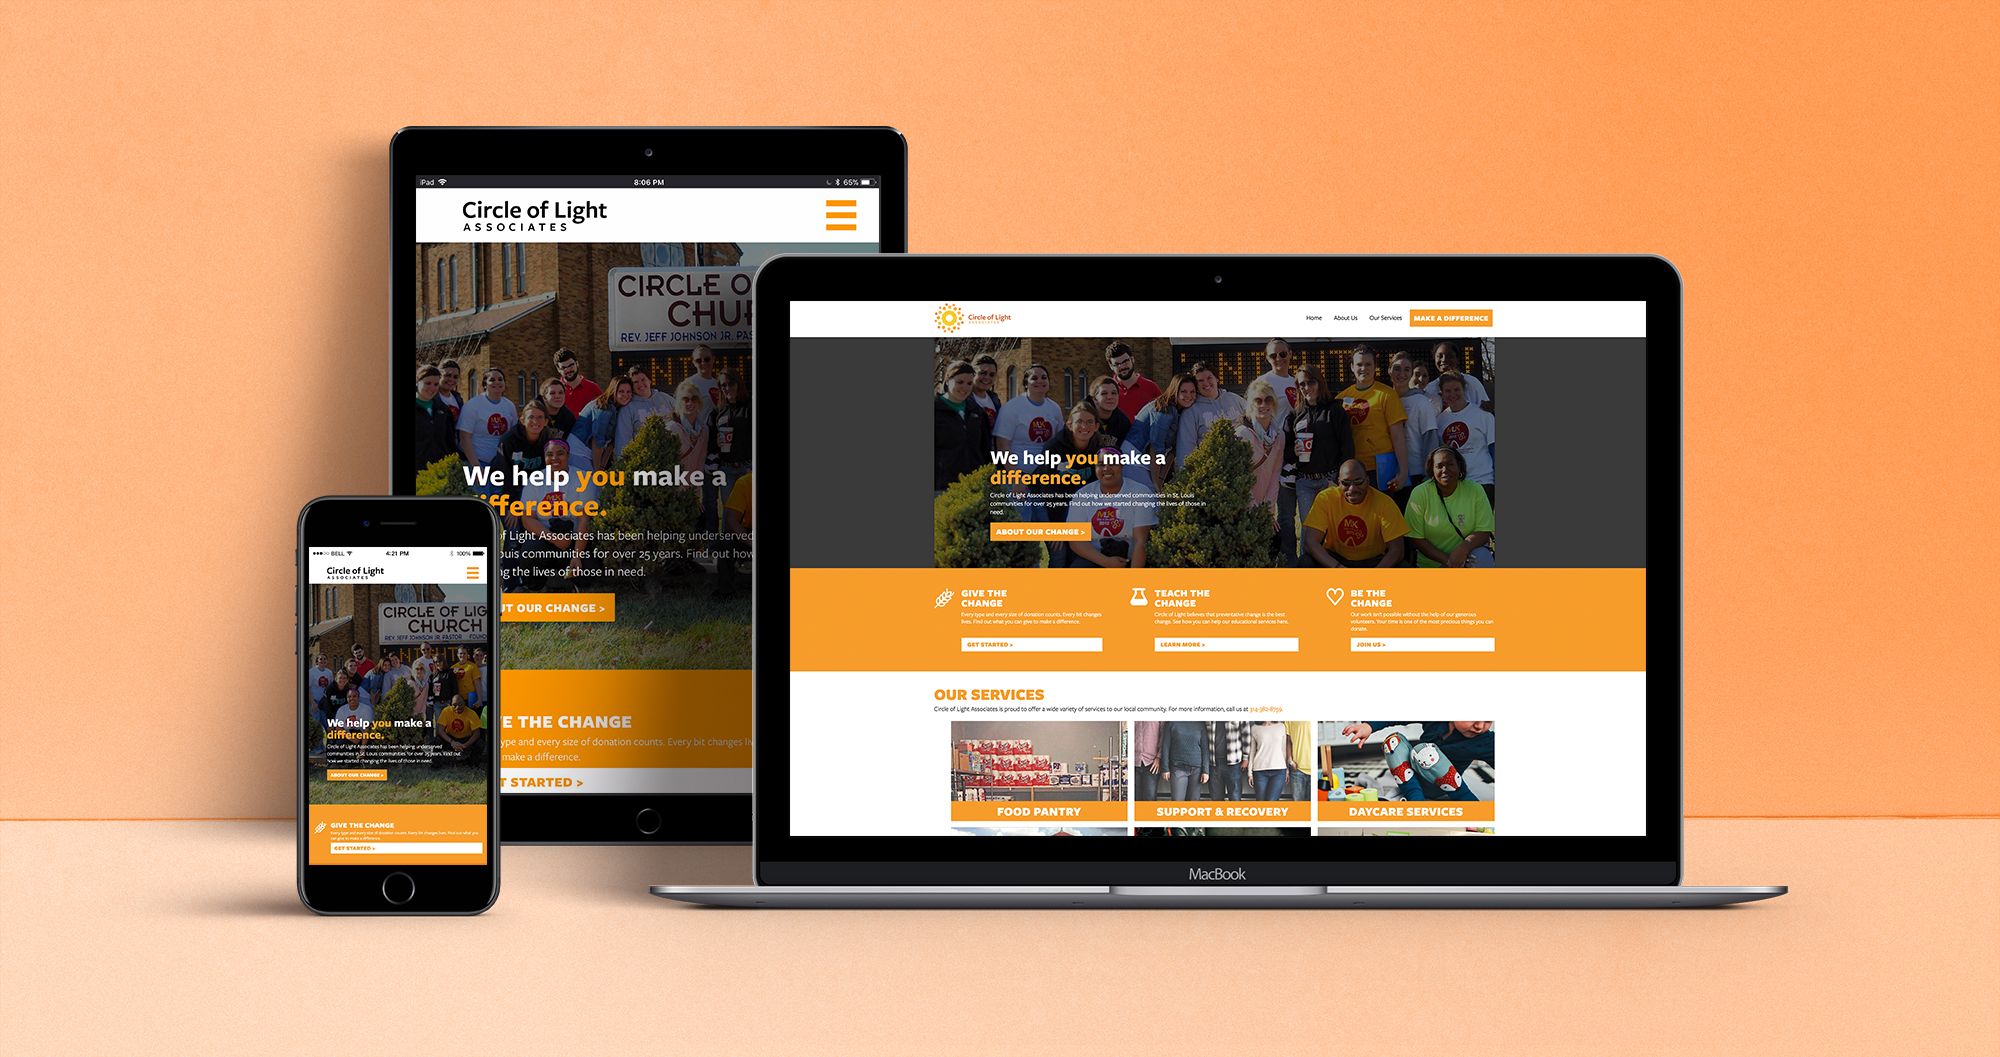 iPad
8:06 PM
65%
Circle of Light
ASSOCIATES
CIRCLE O
CHU
REV. JEFF JOHNSON JR. PAS
We help you make a
difference.
of Light Associates has been helping underserved
ouis communities for over 25 years. Find out how
ng the lives of those in need.
UT OUR CHANGE >
VE THE CHANGE
ype and every size of donation counts. Every bit changes li
make a difference.
T STARTED >
BELL
4:21 PM
100%
Circle of Light
ASSOCIATES
CIRCLE OF LIG
CHURCH
REV. JEFF JOHNSON JR. PASTOR FOUND
NIGHT
We help you make a
difference.
Circle of Light Associates has been helping underserved
communities in St. Louis communities for over 25 years. Find out
how we started changing the lives of those in need.
ABOUT OUR CHANGE >
GIVE THE CHANGE
Every type and every size of donation counts. Every bit changes lives. Find out what you
can give to make a difference.
GET STARTED >
Circle of Light
ASSOCIATES
Home
About Us
Our Services
MAKE A DIFFERENCE
We help you make a
difference.
Circle of Light Associates has been helping underserved communities in St. Louis
communities for over 25 years. Find out how we started changing the lives of those in
need.
ABOUT OUR CHANGE >
GIVE THE
CHANGE
Every type and every size of donation counts. Every bit changes
lives. Find out what you can give to make a difference.
GET STARTED >
TEACH THE
CHANGE
Circle of Light believes that preventative change is the best
change. See how you can help our educational services here.
LEARN MORE >
BE THE
CHANGE
Our work isn't possible without the help of our generous
volunteers. Your time is one of the most precious things you can
donate.
JOIN US >
OUR SERVICES
Circle of Light Associates is proud to offer a wide variety of services to our local community. For more information, call us at 314-382-8759.
FOOD PANTRY
SUPPORT & RECOVERY
DAYCARE SERVICES
MacBook